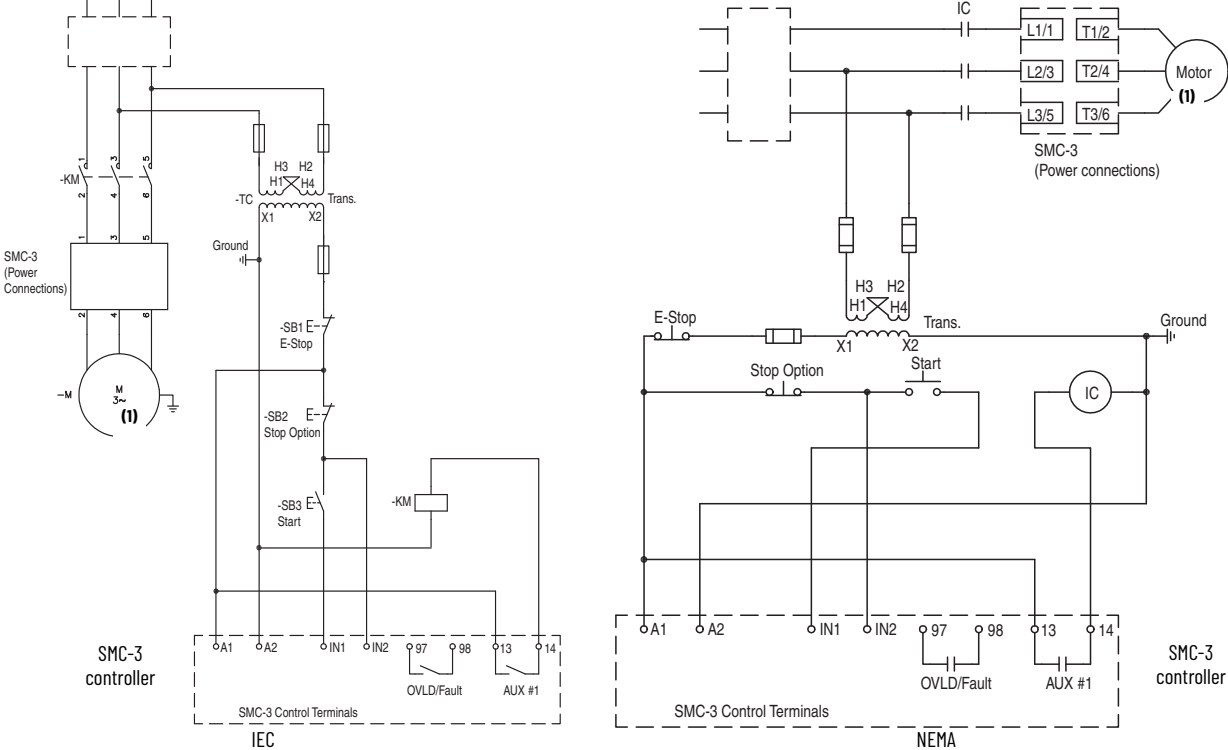 1
3
5
-KM
2
4
6
1
3
5
SMC-3
(Power
Connections)
2
4
6
-M
M
3~
(1)
H3 H2
H1 H4
-TC
Trans.
X1 X2
Ground
-SB1
E-Stop
-SB2
Stop Option
-SB3
Start
-KM
A1
A2
IN1
IN2
97
98
13
14
OVLD/Fault
AUX #1
SMC-3 Control Terminals
SMC-3
controller
IEC
IC
L1/1 T1/2
L2/3 T2/4
L3/5 T3/6
Motor
(1)
SMC-3
(Power connections)
H3 H2
H1 H4
Trans.
X1 X2
E-Stop
Ground
Stop Option
Start
IC
A1
A2
IN1
IN2
97
98
13
14
OVLD/Fault
AUX #1
SMC-3 Control Terminals
SMC-3
controller
NEMA